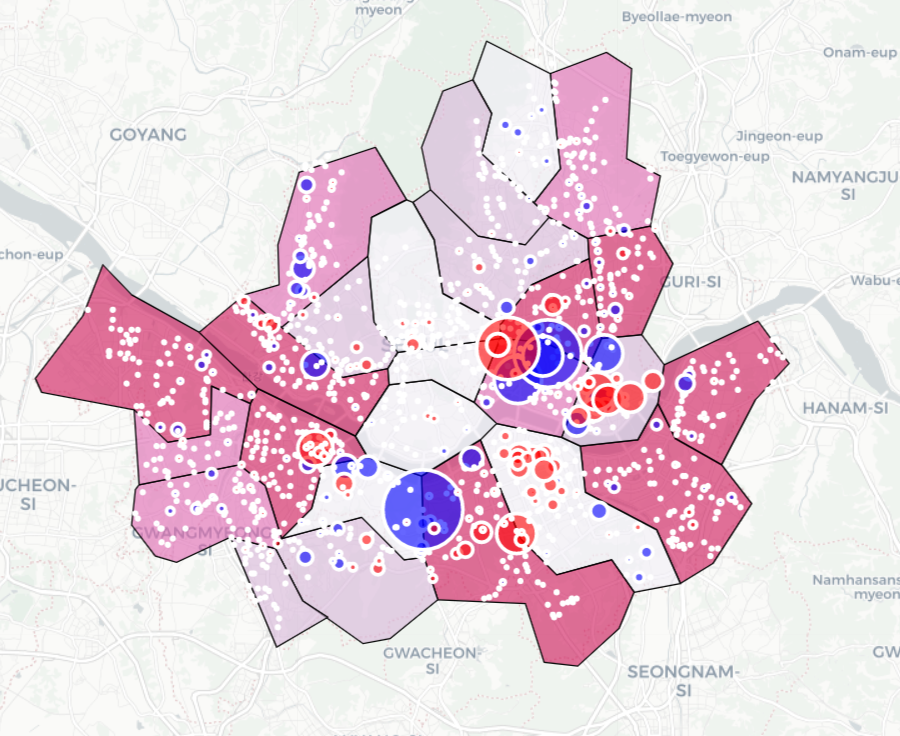 myeon
Byeollae-myeon
Onam-eup
GOYANG
Jingeon-eup
Toegyewon-eup
NAMYANGJU-
SI
chon-eup
GURI-SI
Wabu-e
HANAM-SI
UCHEON-
SI
GWANGMYEONG-
SI
Namhansans
myeon
GWACHEON-
SI
GW
SEONGNAM-
SI